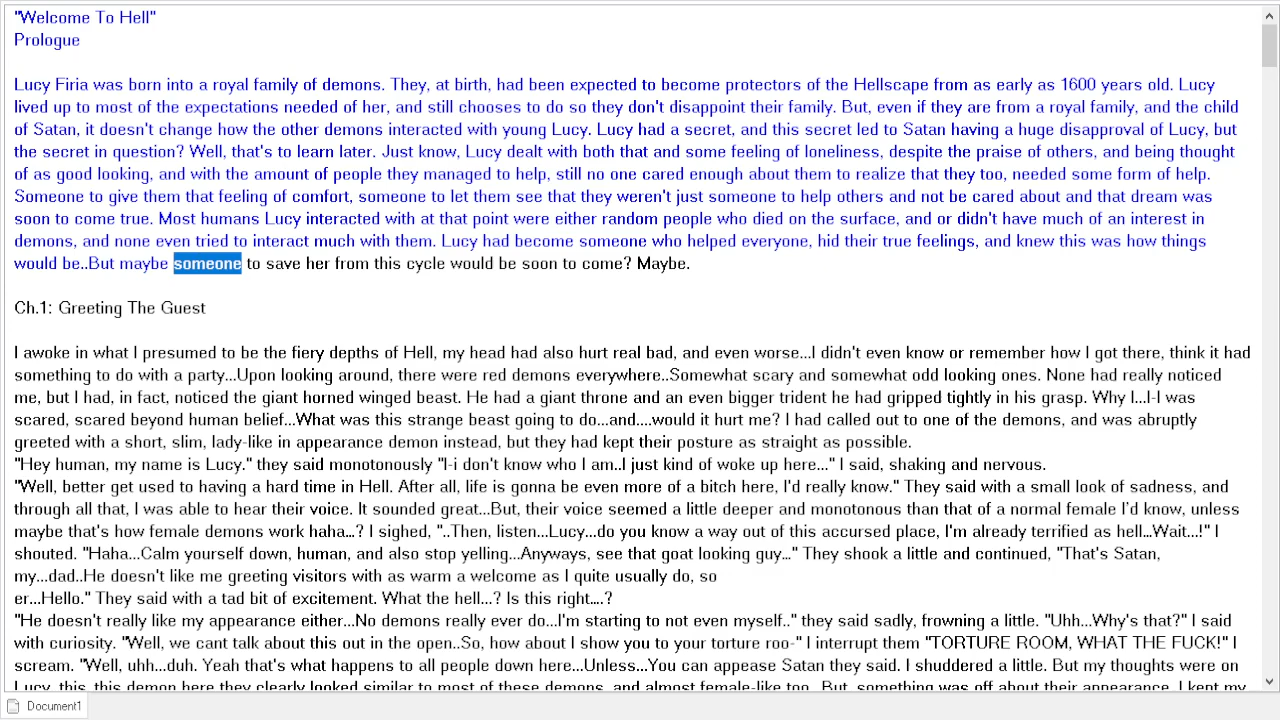 "Welcome To Hell"
Prologue
Lucy Firia was born into a royal family of demons. They, at birth, had been expected to become protectors of the Hellscape from as early as 1600 years old. Lucy
lived up to most of the expectations needed of her, and still chooses to do so they don't disappoint their family. But, even if they are from a royal family, and the child
of Satan, it doesn't change how the other demons interacted with young Lucy. Lucy had a secret, and this secret led to Satan having a huge disapproval of Lucy, but
the secret in question? Well, that's to learn later. Just know, Lucy dealt with both that and some feeling of loneliness, despite the praise of others, and being thought
of as good looking, and with the amount of people they managed to help, still no one cared enough about them to realize that they too, needed some form of help.
Someone to give them that feeling of comfort, someone to let them see that they weren't just someone to help others and not be cared about and that dream was
soon to come true. Most humans Lucy interacted with at that point were either random people who died on the surface, and or didn't have much of an interest in
demons, and none even tried to interact much with them. Lucy had become someone who helped everyone, hid their true feelings, and knew this was how things
would be..But maybe someone to save her from this cycle would be soon to come? Maybe.
Ch.1: Greeting The Guest
I awoke in what I presumed to be the fiery depths of Hell, my head had also hurt real bad, and even worse...I didn't even know or remember how I got there, think it had
something to do with a party...Upon looking around, there were red demons everywhere..Somewhat scary and somewhat odd looking ones. None had really noticed
me, but I had, in fact, noticed the giant horned winged beast. He had a giant throne and an even bigger trident he had gripped tightly in his grasp. Why I...I-I was
scared, scared beyond human belief...What was this strange beast going to do...and....would it hurt me? I had called out to one of the demons, and was abruptly
greeted with a short, slim, lady-like in appearance demon instead, but they had kept their posture as straight as possible.
"Hey human, my name is Lucy." they said monotonously "I-i don't know who I am..I just kind of woke up here..." I said, shaking and nervous.
"Well, better get used to having a hard time in Hell. After all, life is gonna be even more of a bitch here, I'd really know." They said with a small look of sadness, and
through all that, I was able to hear their voice. It sounded great...But, their voice seemed a little deeper and monotonous than that of a normal female I'd know, unless
maybe that's how female demons work haha...? I sighed, "..Then, listen...Lucy...do you know a way out of this accursed place, I'm already terrified as hell...Wait...!" I
shouted. "Haha...Calm yourself down, human, and also stop yelling...Anyways, see that goat looking guy..." They shook a little and continued, "That's Satan,
my...dad..He doesn't like me greeting visitors with as warm a welcome as I quite usually do, so
er...Hello." They said with a tad bit of excitement. What the hell...? Is this right....?
"He doesn't really like my appearance either...No demons really ever do...I'm starting to not even myself.." they said sadly, frowning a little. "Uhh...Why's that?" I said
with curiosity. "Well, we cant talk about this out in the open..So, how about I show you to your torture roo-" I interrupt them "TORTURE ROOM, WHAT THE FUCK!" I
scream. "Well, uhh...duh. Yeah that's what happens to all people down here...Unless...You can appease Satan they said. I shuddered a little. But my thoughts were on
Lucy, this, this demon here they clearly looked similar to most of these demons, and almost female-like too.. But, something was off about their appearance. I kept my
Document1